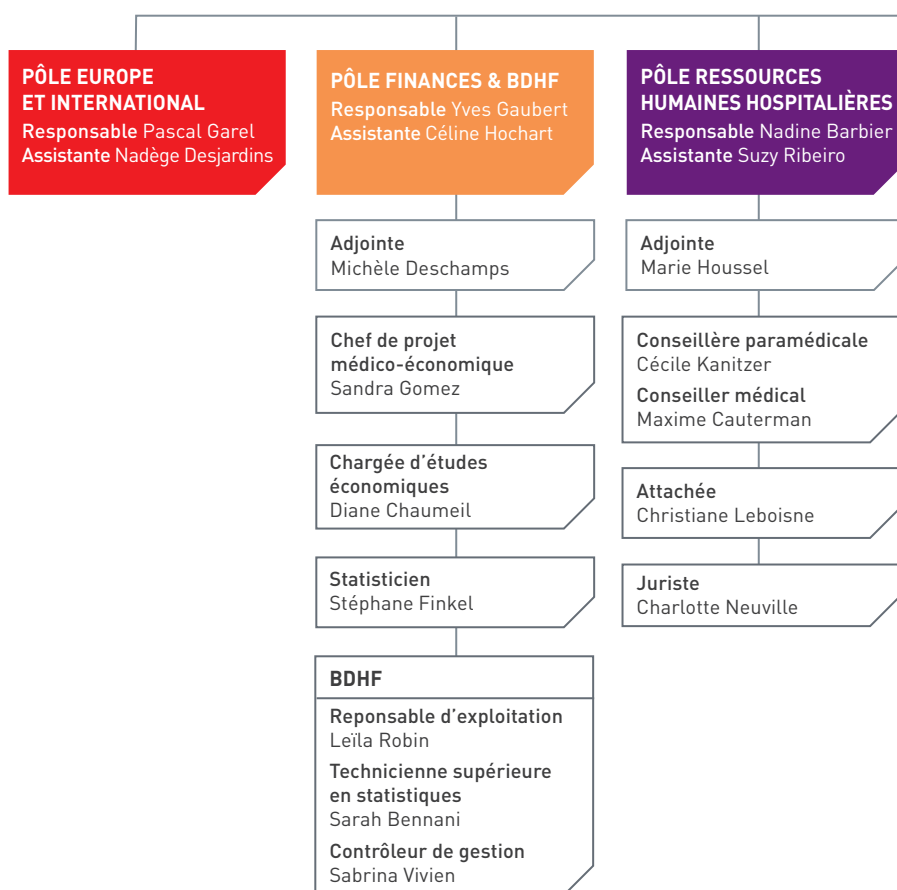 PÔLE EUROPE
ET INTERNATIONAL
Responsable Pascal Garel
Assistante Nadège Desjardins
PÔLE FINANCES & BDHF
Responsable Yves Gaubert
Assistante Céline Hochart
Adjointe
Michèle Deschamps
Chef de projet
médico-économique
Sandra Gomez
Chargée d'études
économiques
Diane Chaumeil
Statisticien
Stéphane Finkel
BDHF
Reponsable d'exploitation
Leïla Robin
Technicienne supérieure
en statistiques
Sarah Bennani
Contrôleur de gestion
Sabrina Vivien
PÔLE RESSOURCES
HUMAINES HOSPITALIÈRES
Responsable Nadine Barbier
Assistante Suzy Ribeiro
Adjointe
Marie Houssel
Conseillère paramédicale
Cécile Kanitzer
Conseiller médical
Maxime Cauterman
Attachée
Christiane Leboisne
Juriste
Charlotte Neuville